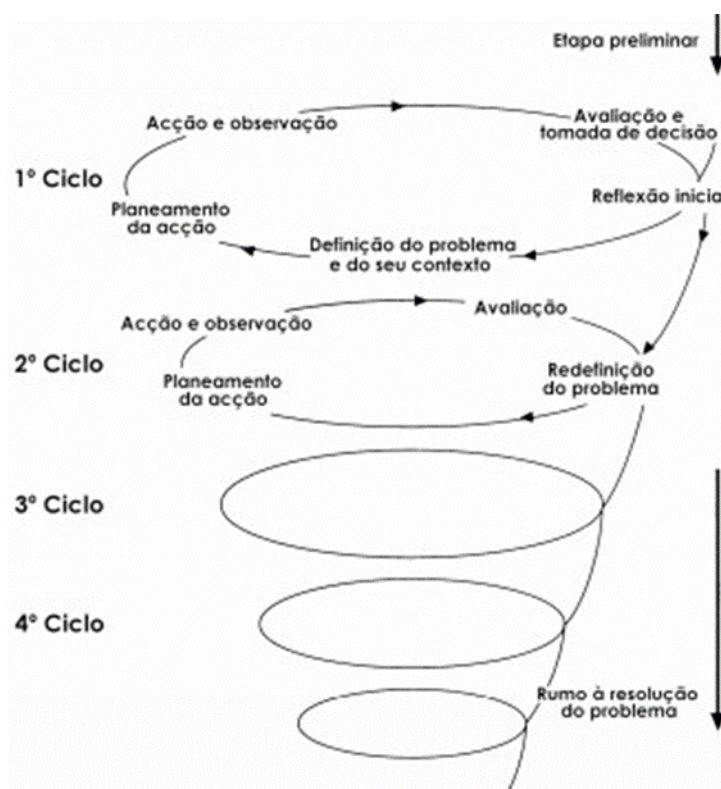 Etapa preliminar
Acção e observação
Avaliação e
tomada de decisão
1º Ciclo
Reflexão inicia
Planeamento
da acção
Definição do problema
e do seu contexto
Avaliação
Acção e observação
2º Ciclo
Redefinição
do problema
Planeamento
da acção
3º Ciclo
4º Ciclo
Rumo à resolução
do problema